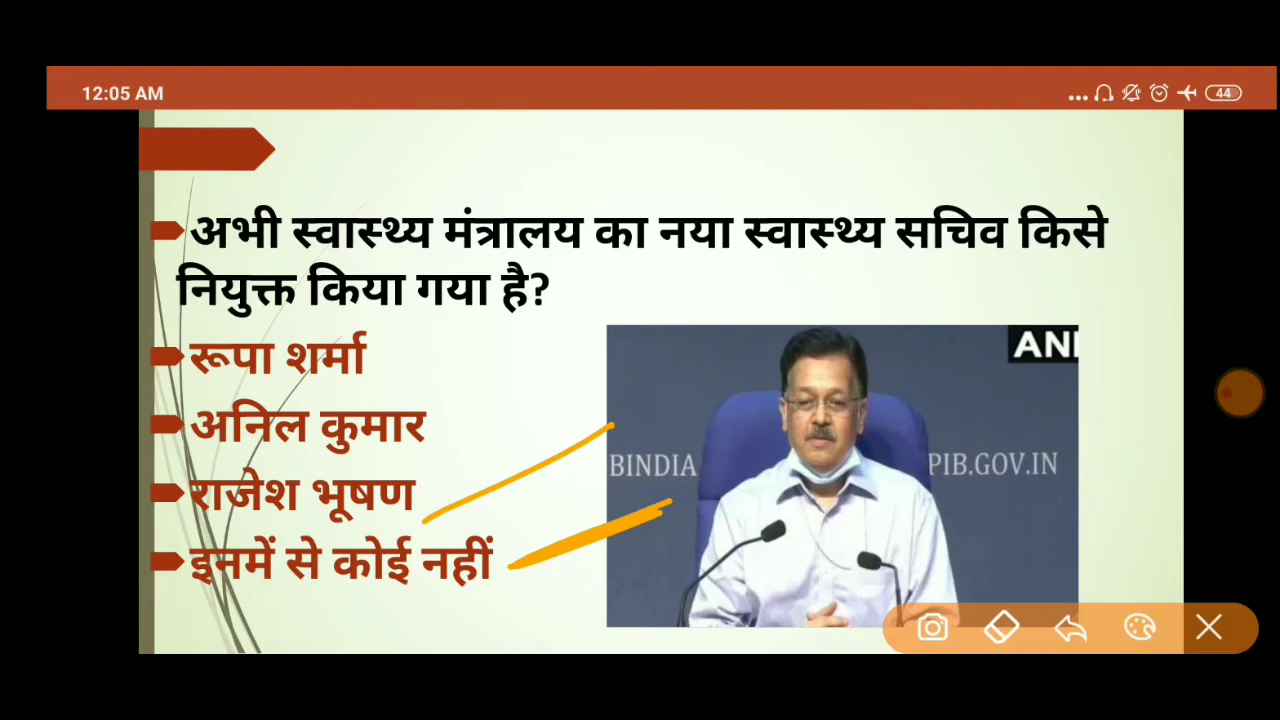 12:05 AM
44
अभी स्वास्थ्य मंत्रालय का नया स्वास्थ्य सचिव किसे
नियुक्त किया गया है?
रूपा शर्मा
अनिल कुमार
राजेश भूषण
इनमें से कोई नहीं
ANI
BINDIA
PIB.GOV.IN